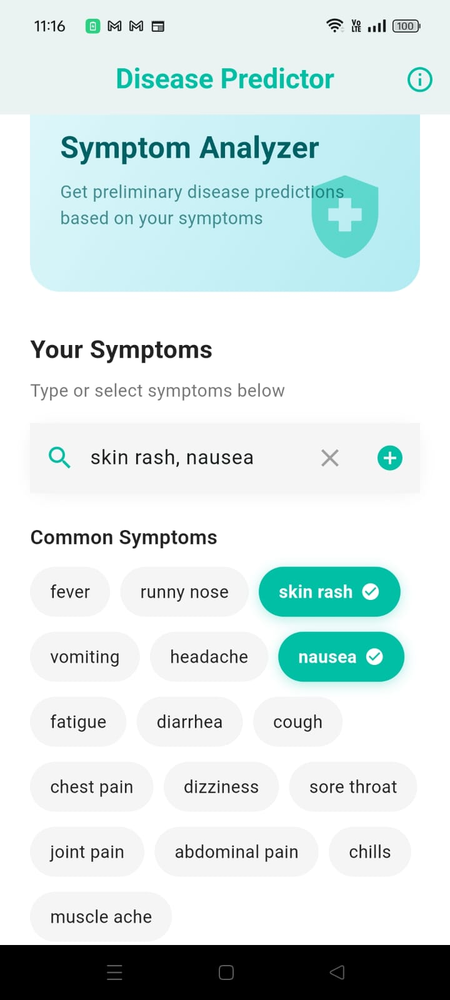 11:16
Vo LTE 100
Disease Predictor
Symptom Analyzer
Get preliminary disease predictions
based on your symptoms
Your Symptoms
Type or select symptoms below
skin rash, nausea
Common Symptoms
fever runny nose skin rash
vomiting headache nausea
fatigue diarrhea cough
chest pain dizziness sore throat
joint pain abdominal pain chills
muscle ache